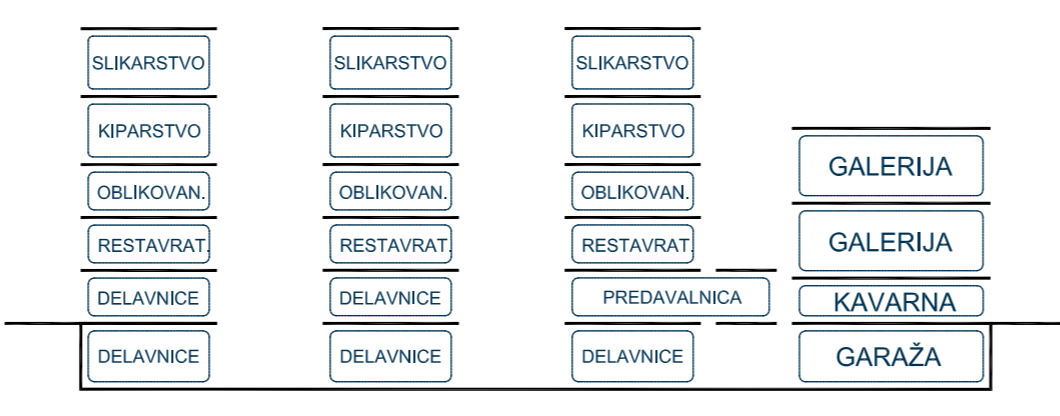 SLIKARSTVO SLIKARSTVO SLIKARSTVO
KIPARSTVO KIPARSTVO KIPARSTVO
GALERIJA
OBLIKOVAN. OBLIKOVAN. OBLIKOVAN.
RESTAVRAT. RESTAVRAT. RESTAVRAT. GALERIJA
DELAVNICE DELAVNICE PREDAVALNICA KAVARNA
DELAVNICE DELAVNICE DELAVNICE GARAŽA